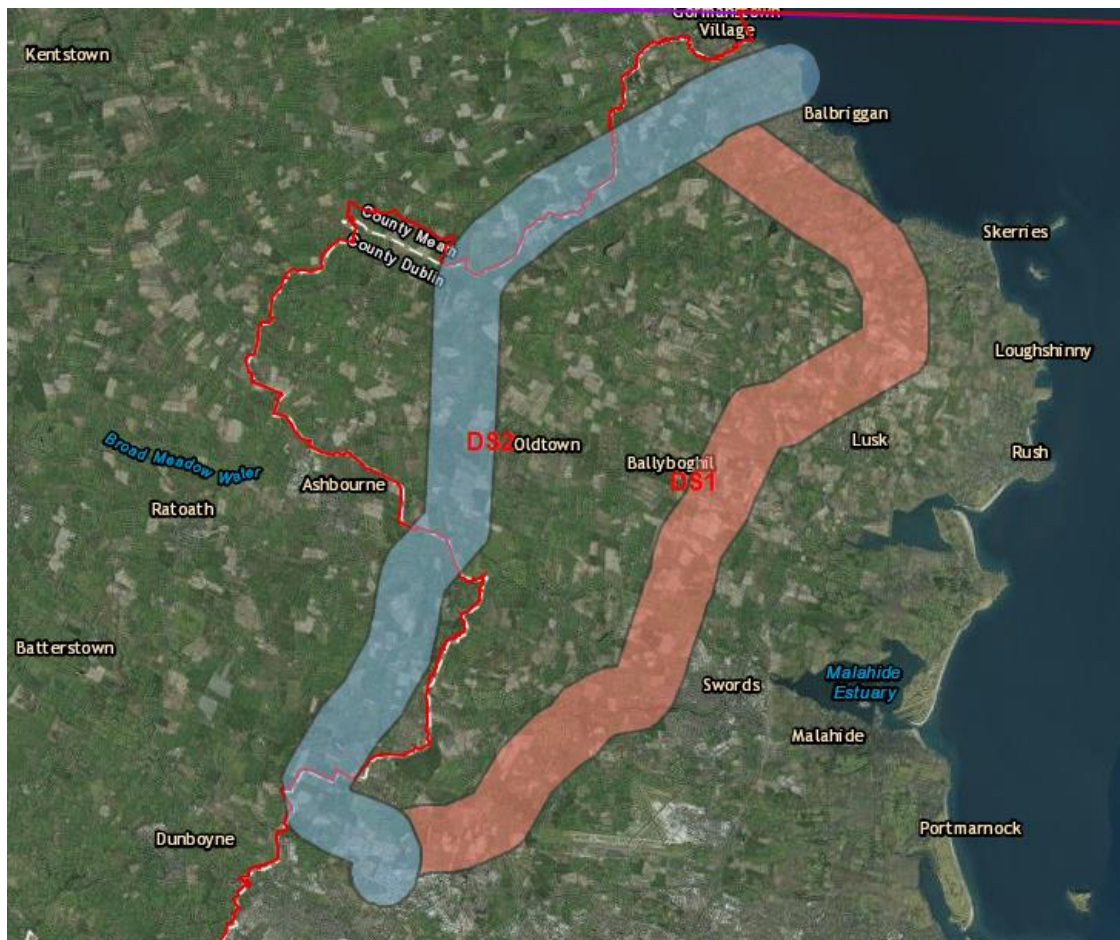 Gormanstown
Village
Kentstown
Balbriggan
County Meath
County Dublin
Skerries
Loughshinny
DS2
Oldtown
Lusk
Rush
Broad Meadow Water
Ballyboghil
DS1
Ashbourne
Ratoath
Batterstown
Malahide
Estuary
Swords
Malahide
Dunboyne
Portmarnock